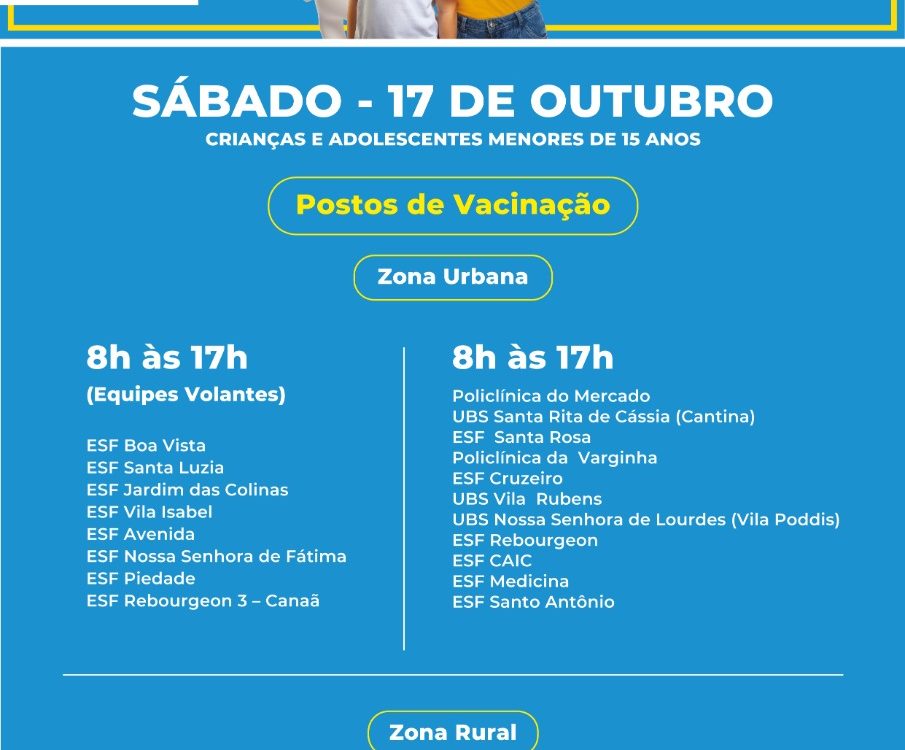 SÁBADO - 17 DE OUTUBRO
CRIANÇAS E ADOLESCENTES MENORES DE 15 ANOS
Postos de Vacinação
Zona Urbana
8h às 17h
(Equipes Volantes)
ESF Boa Vista
ESF Santa Luzia
ESF Jardim das Colinas
ESF Vila Isabel
ESF Avenida
ESF Nossa Senhora de Fátima
ESF Piedade
ESF Rebourgeon 3 – Canaã
8h às 17h
Policlínica do Mercado
UBS Santa Rita de Cássia (Cantina)
ESF Santa Rosa
Policlínica da Varginha
ESF Cruzeiro
UBS Vila Rubens
UBS Nossa Senhora de Lourdes (Vila Poddis)
ESF Rebourgeon
ESF CAIC
ESF Medicina
ESF Santo Antônio
Zona Rural